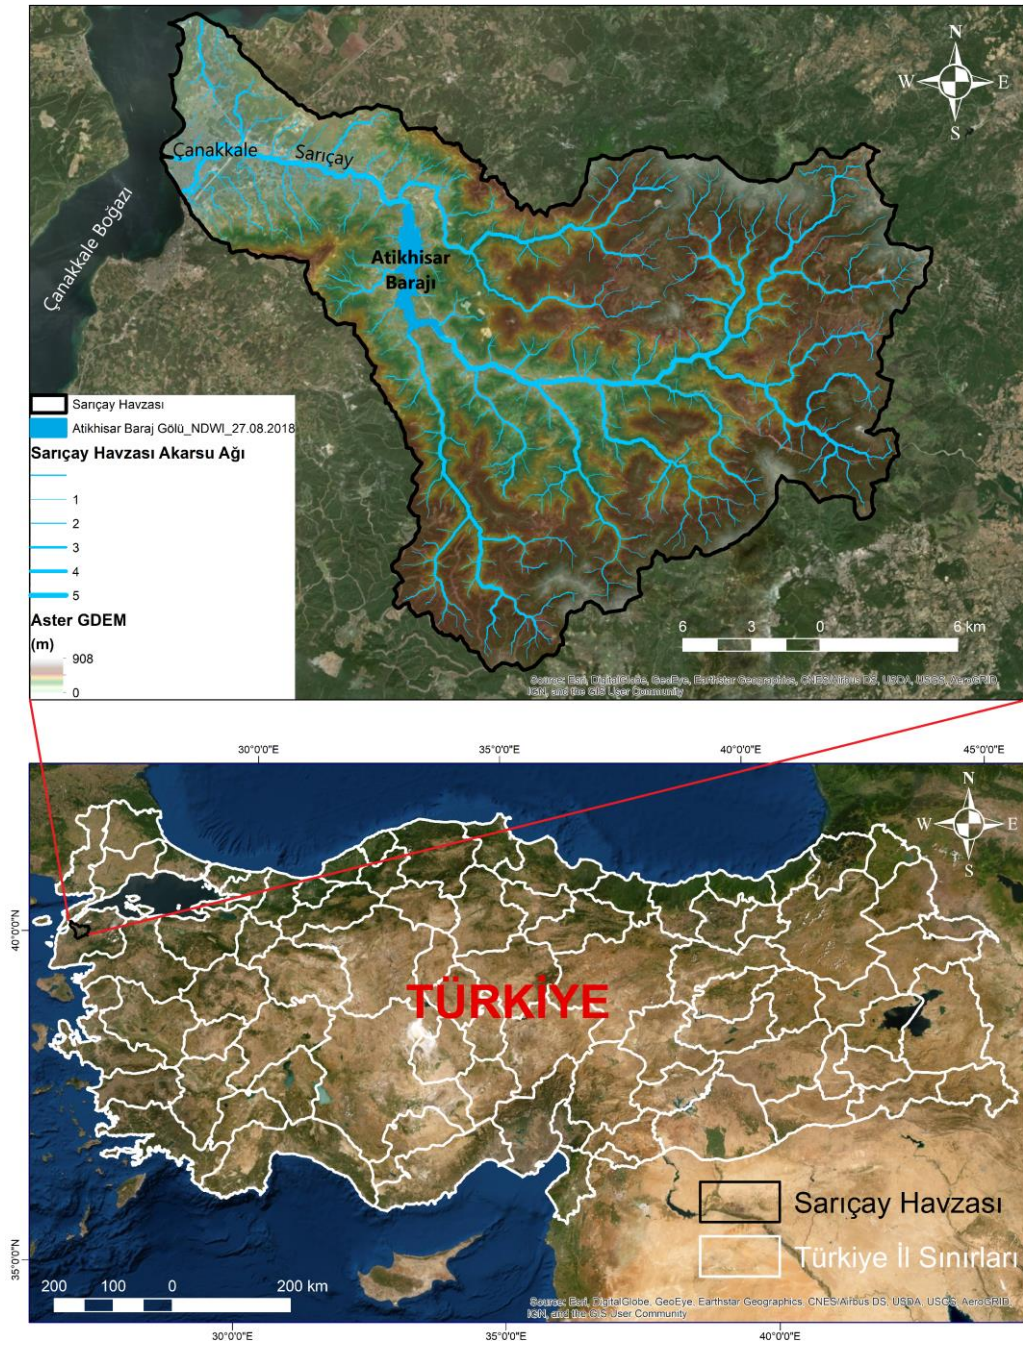 N
W E
S
Çanakkale
Sarıçay
Çanakkale Boğazı
Atikhisar
Barajı
Sarıçay Havzası
Atikhisar Baraj Gölü_NDWI_27.08.2018
Sarıçay Havzası Akarsu Ağı
1
2
3
4
5
Aster GDEM
(m)
908
0
6 3 0 6 km
Source: Esri, DigitalGlobe, GeoEye, Earthstar Geographics, CNES/Airbus DS, USDA, USGS, AeroGRID,
IGN, and the GIS User Community
30°0'0"E 35°0'0"E 40°0'0"E 45°0'0"E
N
W E
S
40°0'0"N
TÜRKİYE
Sarıçay Havzası
Türkiye İl Sınırları
35°0'0"N
200 100 0 200 km
Source: Esri, DigitalGlobe, GeoEye, Earthstar Geographics, CNES/Airbus DS, USDA, USGS, AeroGRID,
IGN, and the GIS User Community
30°0'0"E 35°0'0"E 40°0'0"E